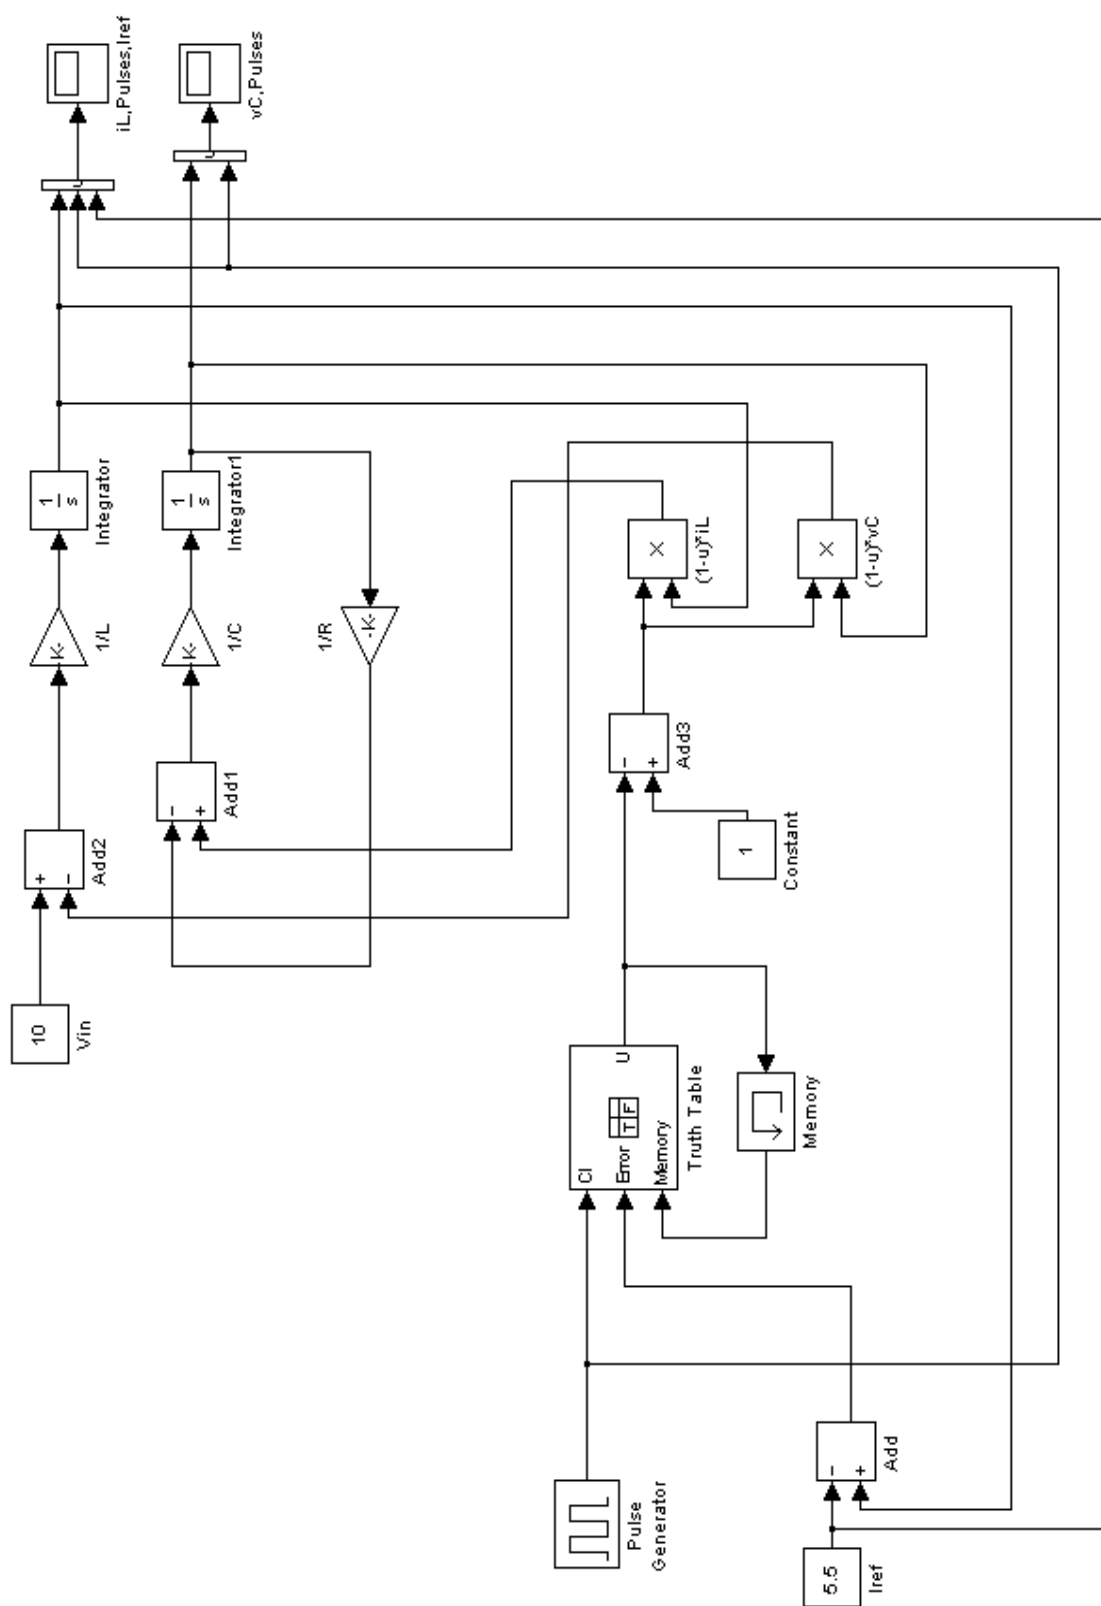 iL,Pulses,Iref
vC,Pulses
1
s
Integrator
1
s
Integrator1
K-
1/L
K-
1/C
-K-
1/R
×
(1-u)*iL
×
(1-u)*vC
+
-
Add2
-
+
Add1
-
+
Add3
1
Constant
10
Vin
Cl
Error
Memory
U
T F
Truth Table
Memory
-
+
Add
Pulse
Generator
5.5
Iref